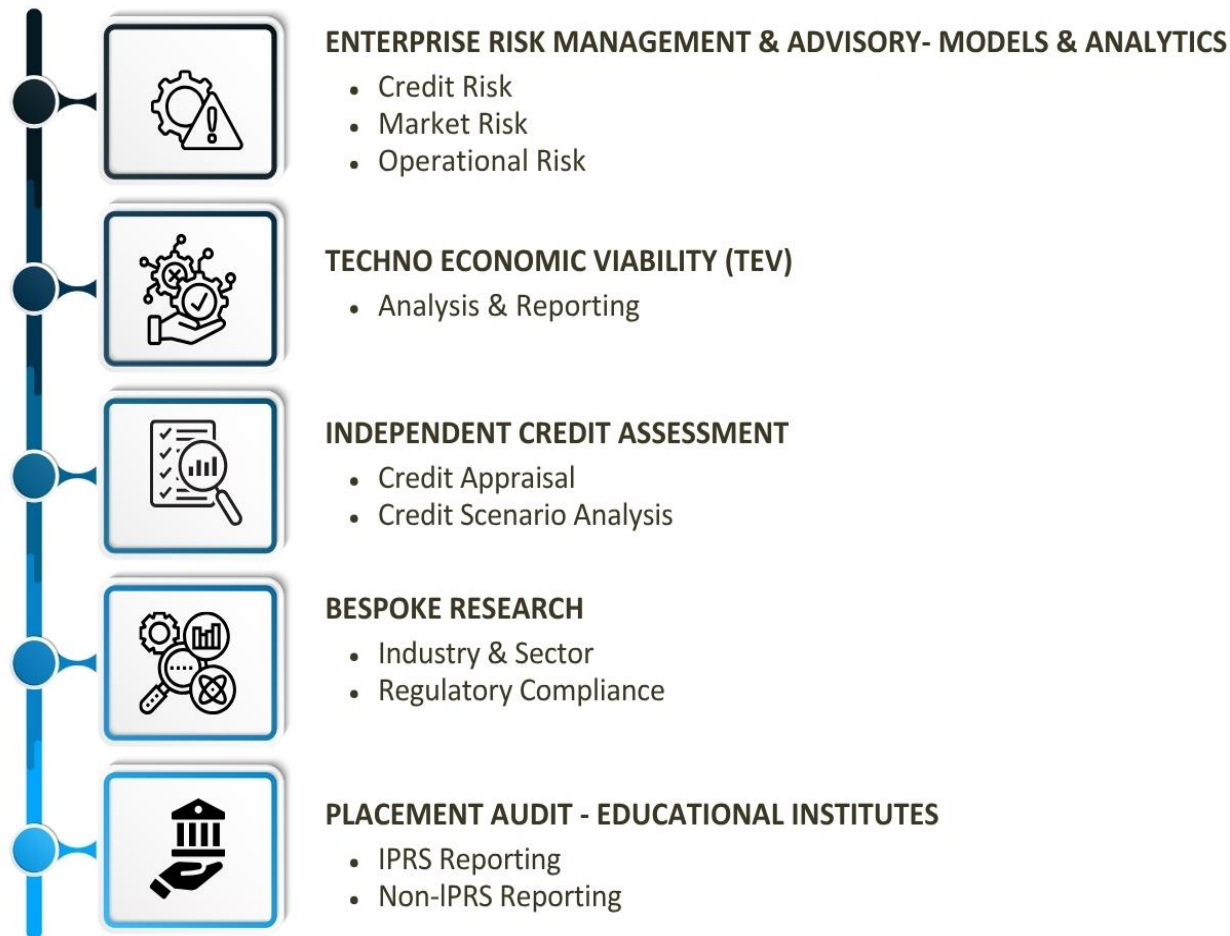 ENTERPRISE RISK MANAGEMENT & ADVISORY- MODELS & ANALYTICS
• Credit Risk
• Market Risk
• Operational Risk
TECHNO ECONOMIC VIABILITY (TEV)
• Analysis & Reporting
INDEPENDENT CREDIT ASSESSMENT
• Credit Appraisal
• Credit Scenario Analysis
BESPOKE RESEARCH
• Industry & Sector
• Regulatory Compliance
PLACEMENT AUDIT - EDUCATIONAL INSTITUTES
• IPRS Reporting
• Non-lPRS Reporting